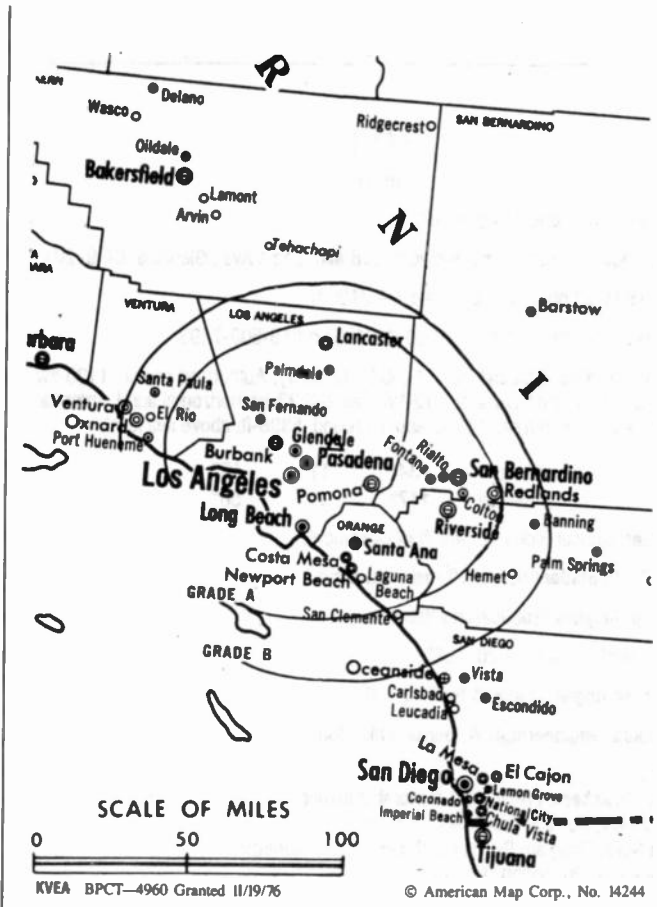 R
Delano
Wasco
Ridgecrest
SAN BERNARDINO
Oildale
Bakersfield
Lamont
Arvin
N
Tehachapi
VENTURA
LOS ANGELES
Barstow
I
Lancaster
Palmdale
Santa Paula
San Fernando
Ventura
El Rio
Oxnard
Port Hueneme
Burbank
Glendale
Pasadena
Los Angeles
Rialto
Fontana
San Bernardino
Pomona
Redlands
Colton
Long Beach
Riverside
Banning
ORANGE
Santa Ana
Costa Mesa
Palm Springs
Newport Beach
Laguna
Beach
Hemet
GRADE A
San Clemente
SAN DIEGO
GRADE B
Oceanside
Vista
Carlsbad
Leucadia
Escondido
La Mesa
El Cajon
San Diego
Lemon Grove
Coronado
National City
Imperial Beach
Chula Vista
Tijuana
SCALE OF MILES
0 50 100
KVEA BPCT—4960 Granted 11/19/76
© American Map Corp., No. 14244